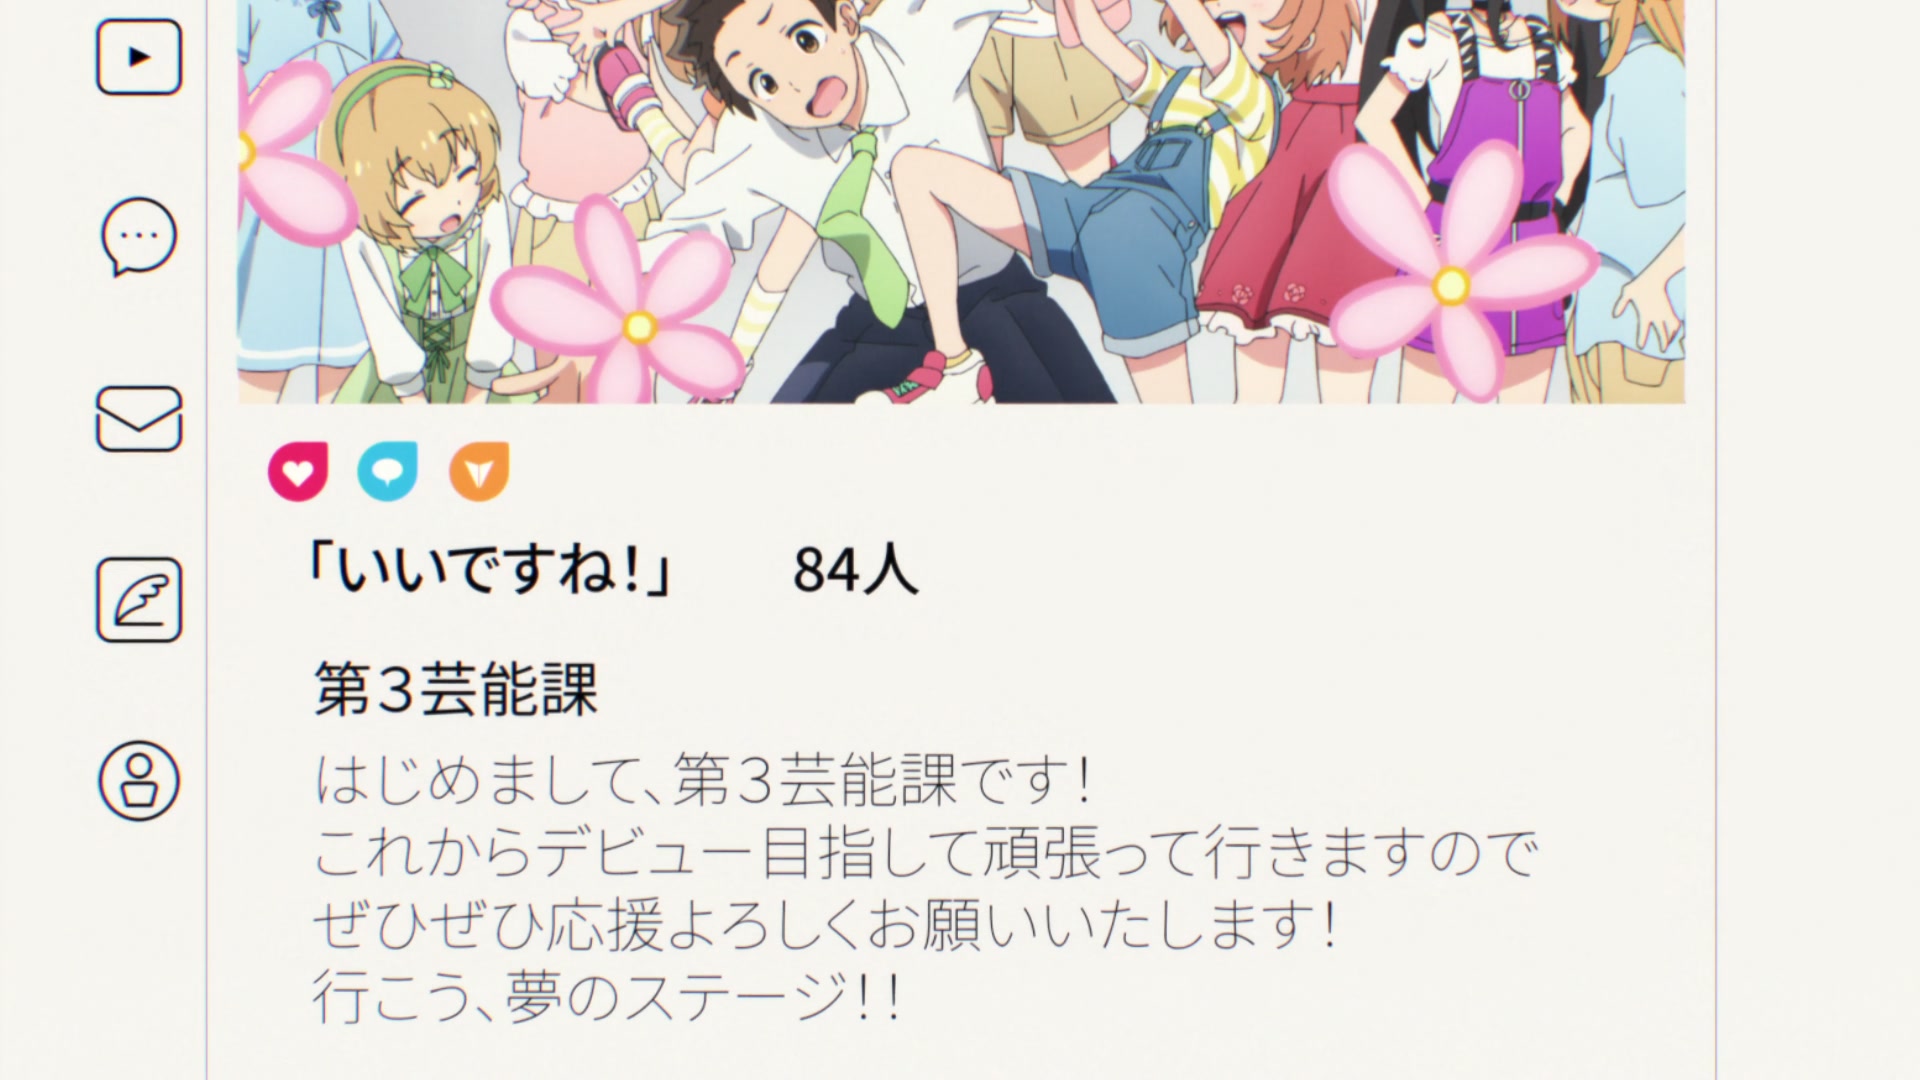 「いいですね！」 84人
第３芸能課
はじめまして、第３芸能課です！
これからデビュー目指して頑張って行きますので
ぜひぜひ応援よろしくお願いいたします！
行こう、夢のステージ！！